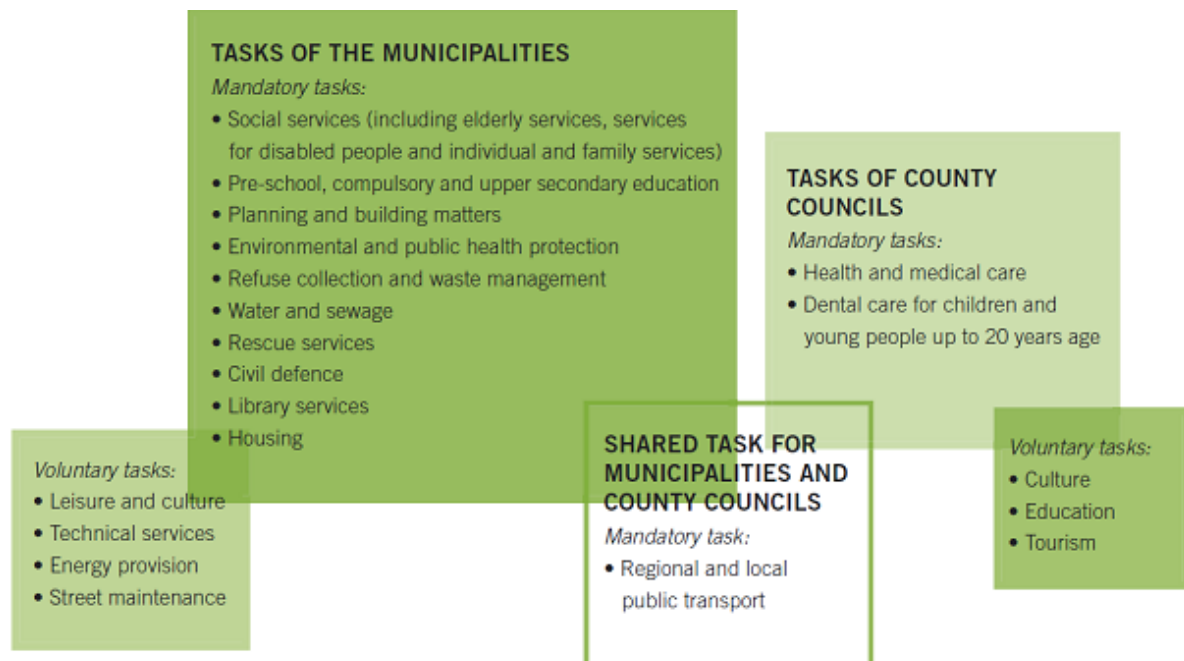 TASKS OF THE MUNICIPALITIES
Mandatory tasks:
• Social services (including elderly services, services
for disabled people and individual and family services)
• Pre-school, compulsory and upper secondary education
• Planning and building matters
• Environmental and public health protection
• Refuse collection and waste management
• Water and sewage
• Rescue services
• Civil defence
• Library services
• Housing
Voluntary tasks:
• Leisure and culture
• Technical services
• Energy provision
• Street maintenance
SHARED TASK FOR
MUNICIPALITIES AND
COUNTY COUNCILS
Mandatory task:
• Regional and local
public transport
TASKS OF COUNTY
COUNCILS
Mandatory tasks:
• Health and medical care
• Dental care for children and
young people up to 20 years age
Voluntary tasks:
• Culture
• Education
• Tourism